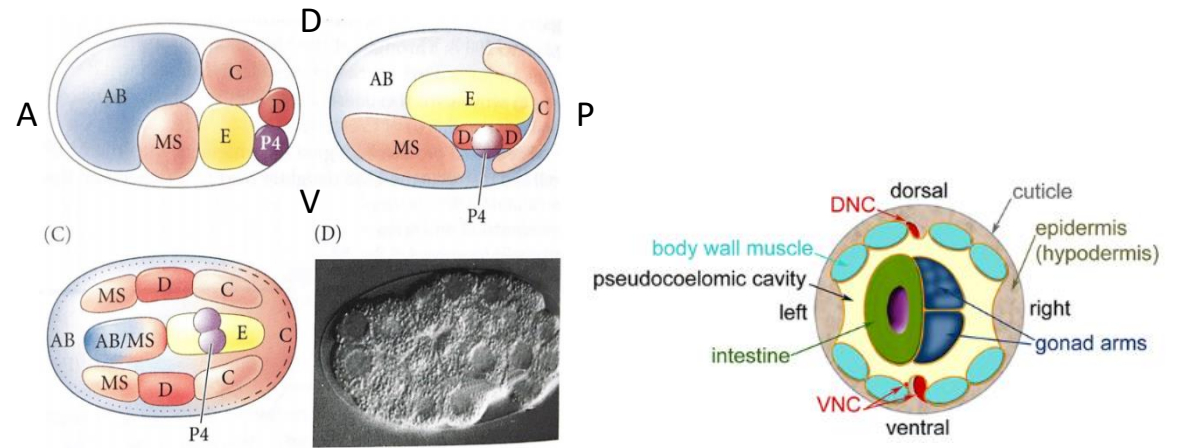 D
A
P
V
AB
C
D
MS
E
P4
AB
E
C
MS
D
D
P4
(C)
(D)
MS
D
C
AB
AB/MS
E
C
MS
D
C
P4
dorsal
cuticle
DNC
epidermis
(hypodermis)
body wall muscle
pseudocoelomic cavity
left
right
intestine
gonad arms
VNC
ventral